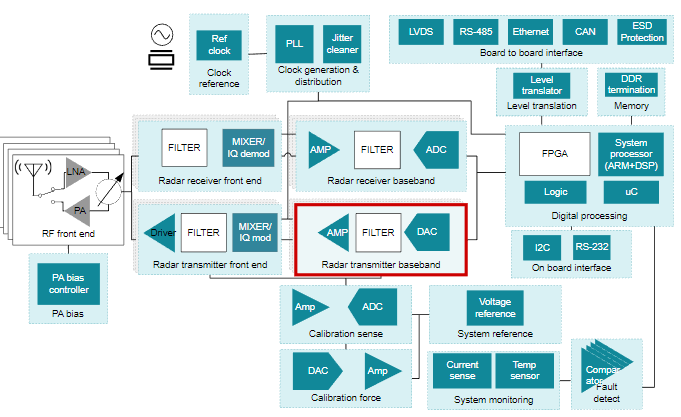 Ref
clock
Clock
reference
PLL
Jitter
cleaner
Clock generation &
distribution
LVDS
RS-485
Ethernet
CAN
ESD
Protection
Board to board interface
Level
translator
Level translation
DDR
termination
Memory
FILTER
MIXER/
IQ demod
Radar receiver front end
AMP
FILTER
ADC
Radar receiver baseband
FPGA
System
processor
(ARM+DSP)
Logic
uC
Digital processing
LNA
PA
RF front end
Driver
FILTER
MIXER/
IQ mod
Radar transmitter front end
AMP
FILTER
DAC
Radar transmitter baseband
I2C
RS-232
On board interface
PA bias
controller
PA bias
Amp
ADC
Calibration sense
Voltage
reference
System reference
DAC
Amp
Calibration force
Current
sense
Temp
sensor
System monitoring
Compar
ator
Fault
detect